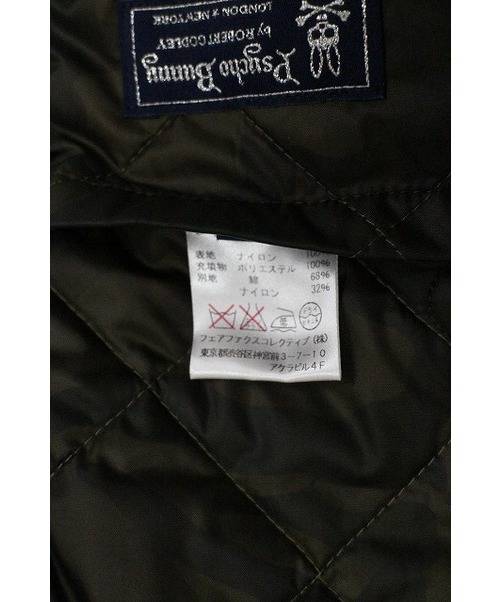 Psycho Bunny
by ROBERT GODLEY
LONDON NEW YORK
表地 ナイロン 100%
充填物 ポリエステル 100%
別地 綿 68%
ナイロン 32%
フェアファクスコレクティブ(株)
東京都渋谷区神宮前3-7-10
アケラビル4F